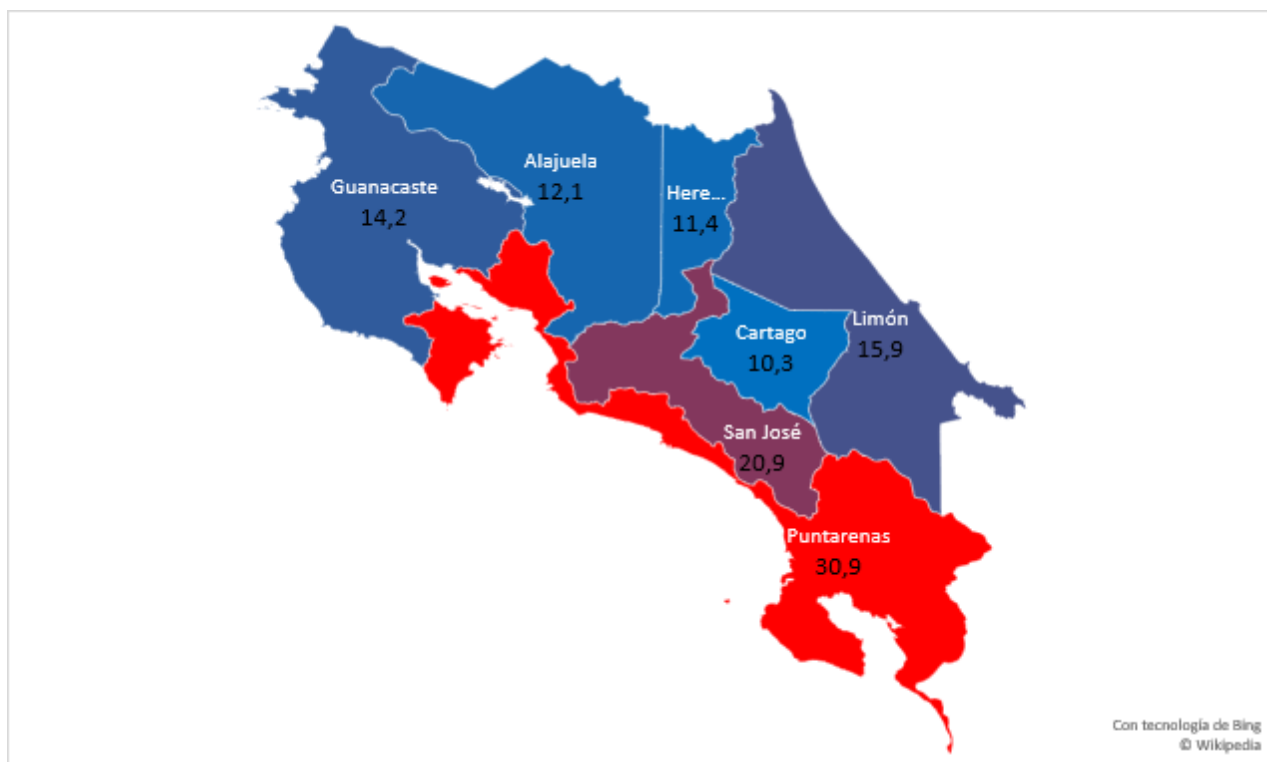 Alajuela
12,1
Guanacaste
14,2
Here...
11,4
Limón
15,9
Cartago
10,3
San José
20,9
Puntarenas
30,9
Con tecnología de Bing
© Wikipedia